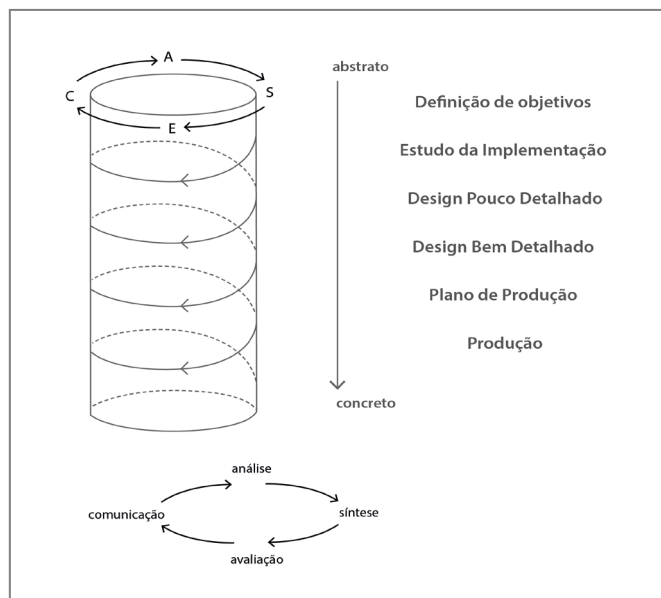 A
C
S
E
abstrato
Definição de objetivos
Estudo da Implementação
Design Pouco Detalhado
Design Bem Detalhado
Plano de Produção
Produção
concreto
análise
comunicação
síntese
avaliação